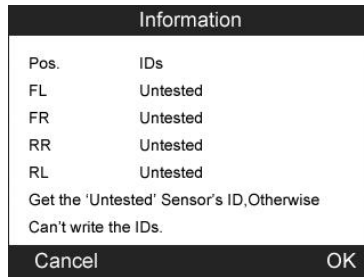 Information
Pos. IDs
FL Untested
FR Untested
RR Untested
RL Untested
Get the ‘Untested’ Sensor's ID,Otherwise
Can't write the IDs.
Cancel OK